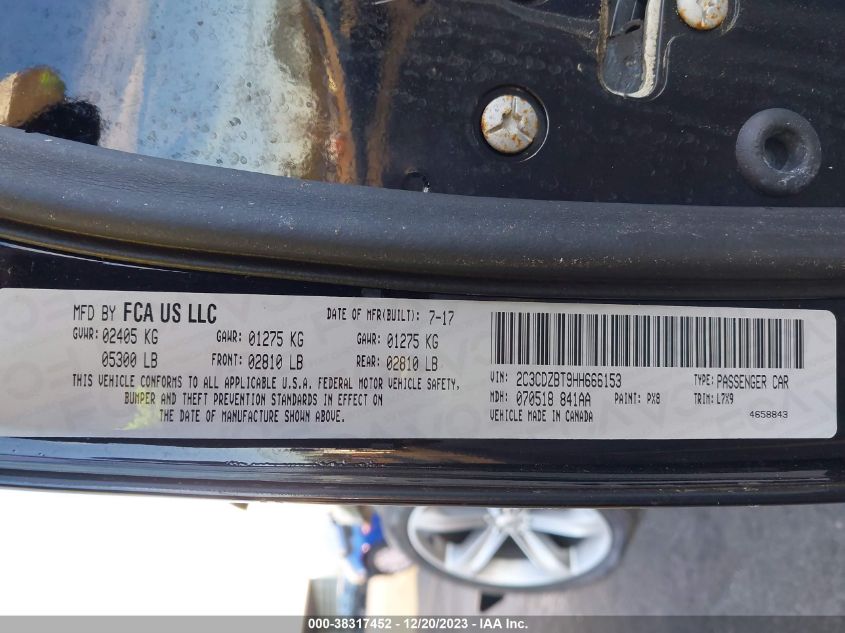 MFD BY FCA US LLC DATE OF MFR(BUILT): 7-17
GVWR: 02405 KG GAWR: 01275 KG GAWR: 01275 KG
05300 LB FRONT: 02810 LB REAR: 02810 LB
THIS VEHICLE CONFORMS TO ALL APPLICABLE U.S.A. FEDERAL MOTOR VEHICLE SAFETY,
BUMPER AND THEFT PREVENTION STANDARDS IN EFFECT ON
THE DATE OF MANUFACTURE SHOWN ABOVE.
VIN: 2C3CDZBT9HH666153 TYPE: PASSENGER CAR
MDH: 070518 841AA PAINT: PX8 TRIM: L7X9
VEHICLE MADE IN CANADA 4658843
000-38317452 - 12/20/2023 - IAA Inc.